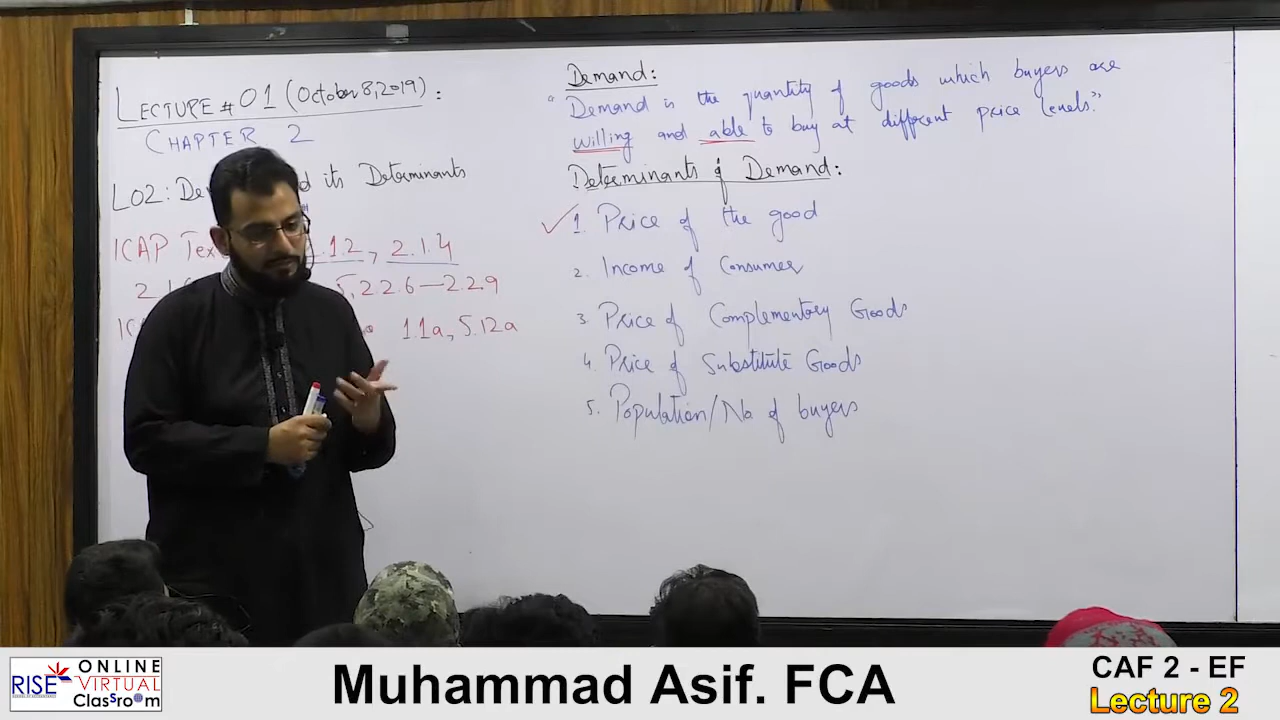 LECTURE # 01 (October 8, 2019) :
CHAPTER 2
LO2: De d its Determinants
ICAP Tex .1.2, 2.1.4
2.1 5, 2.2.6 — 2.2.9
1.1a, 5.12a
Demand:
"Demand is the quantity of goods which buyers are
willing and able to buy at different price levels."
Determinants of Demand:
1. Price of the good
2. Income of Consumer
3. Price of Complementory Goods
4. Price of Substitute Goods
5. Population/No. of buyers
RISE ONLINE VIRTUAL Classroom
Muhammad Asif. FCA
CAF 2 - EF
Lecture 2